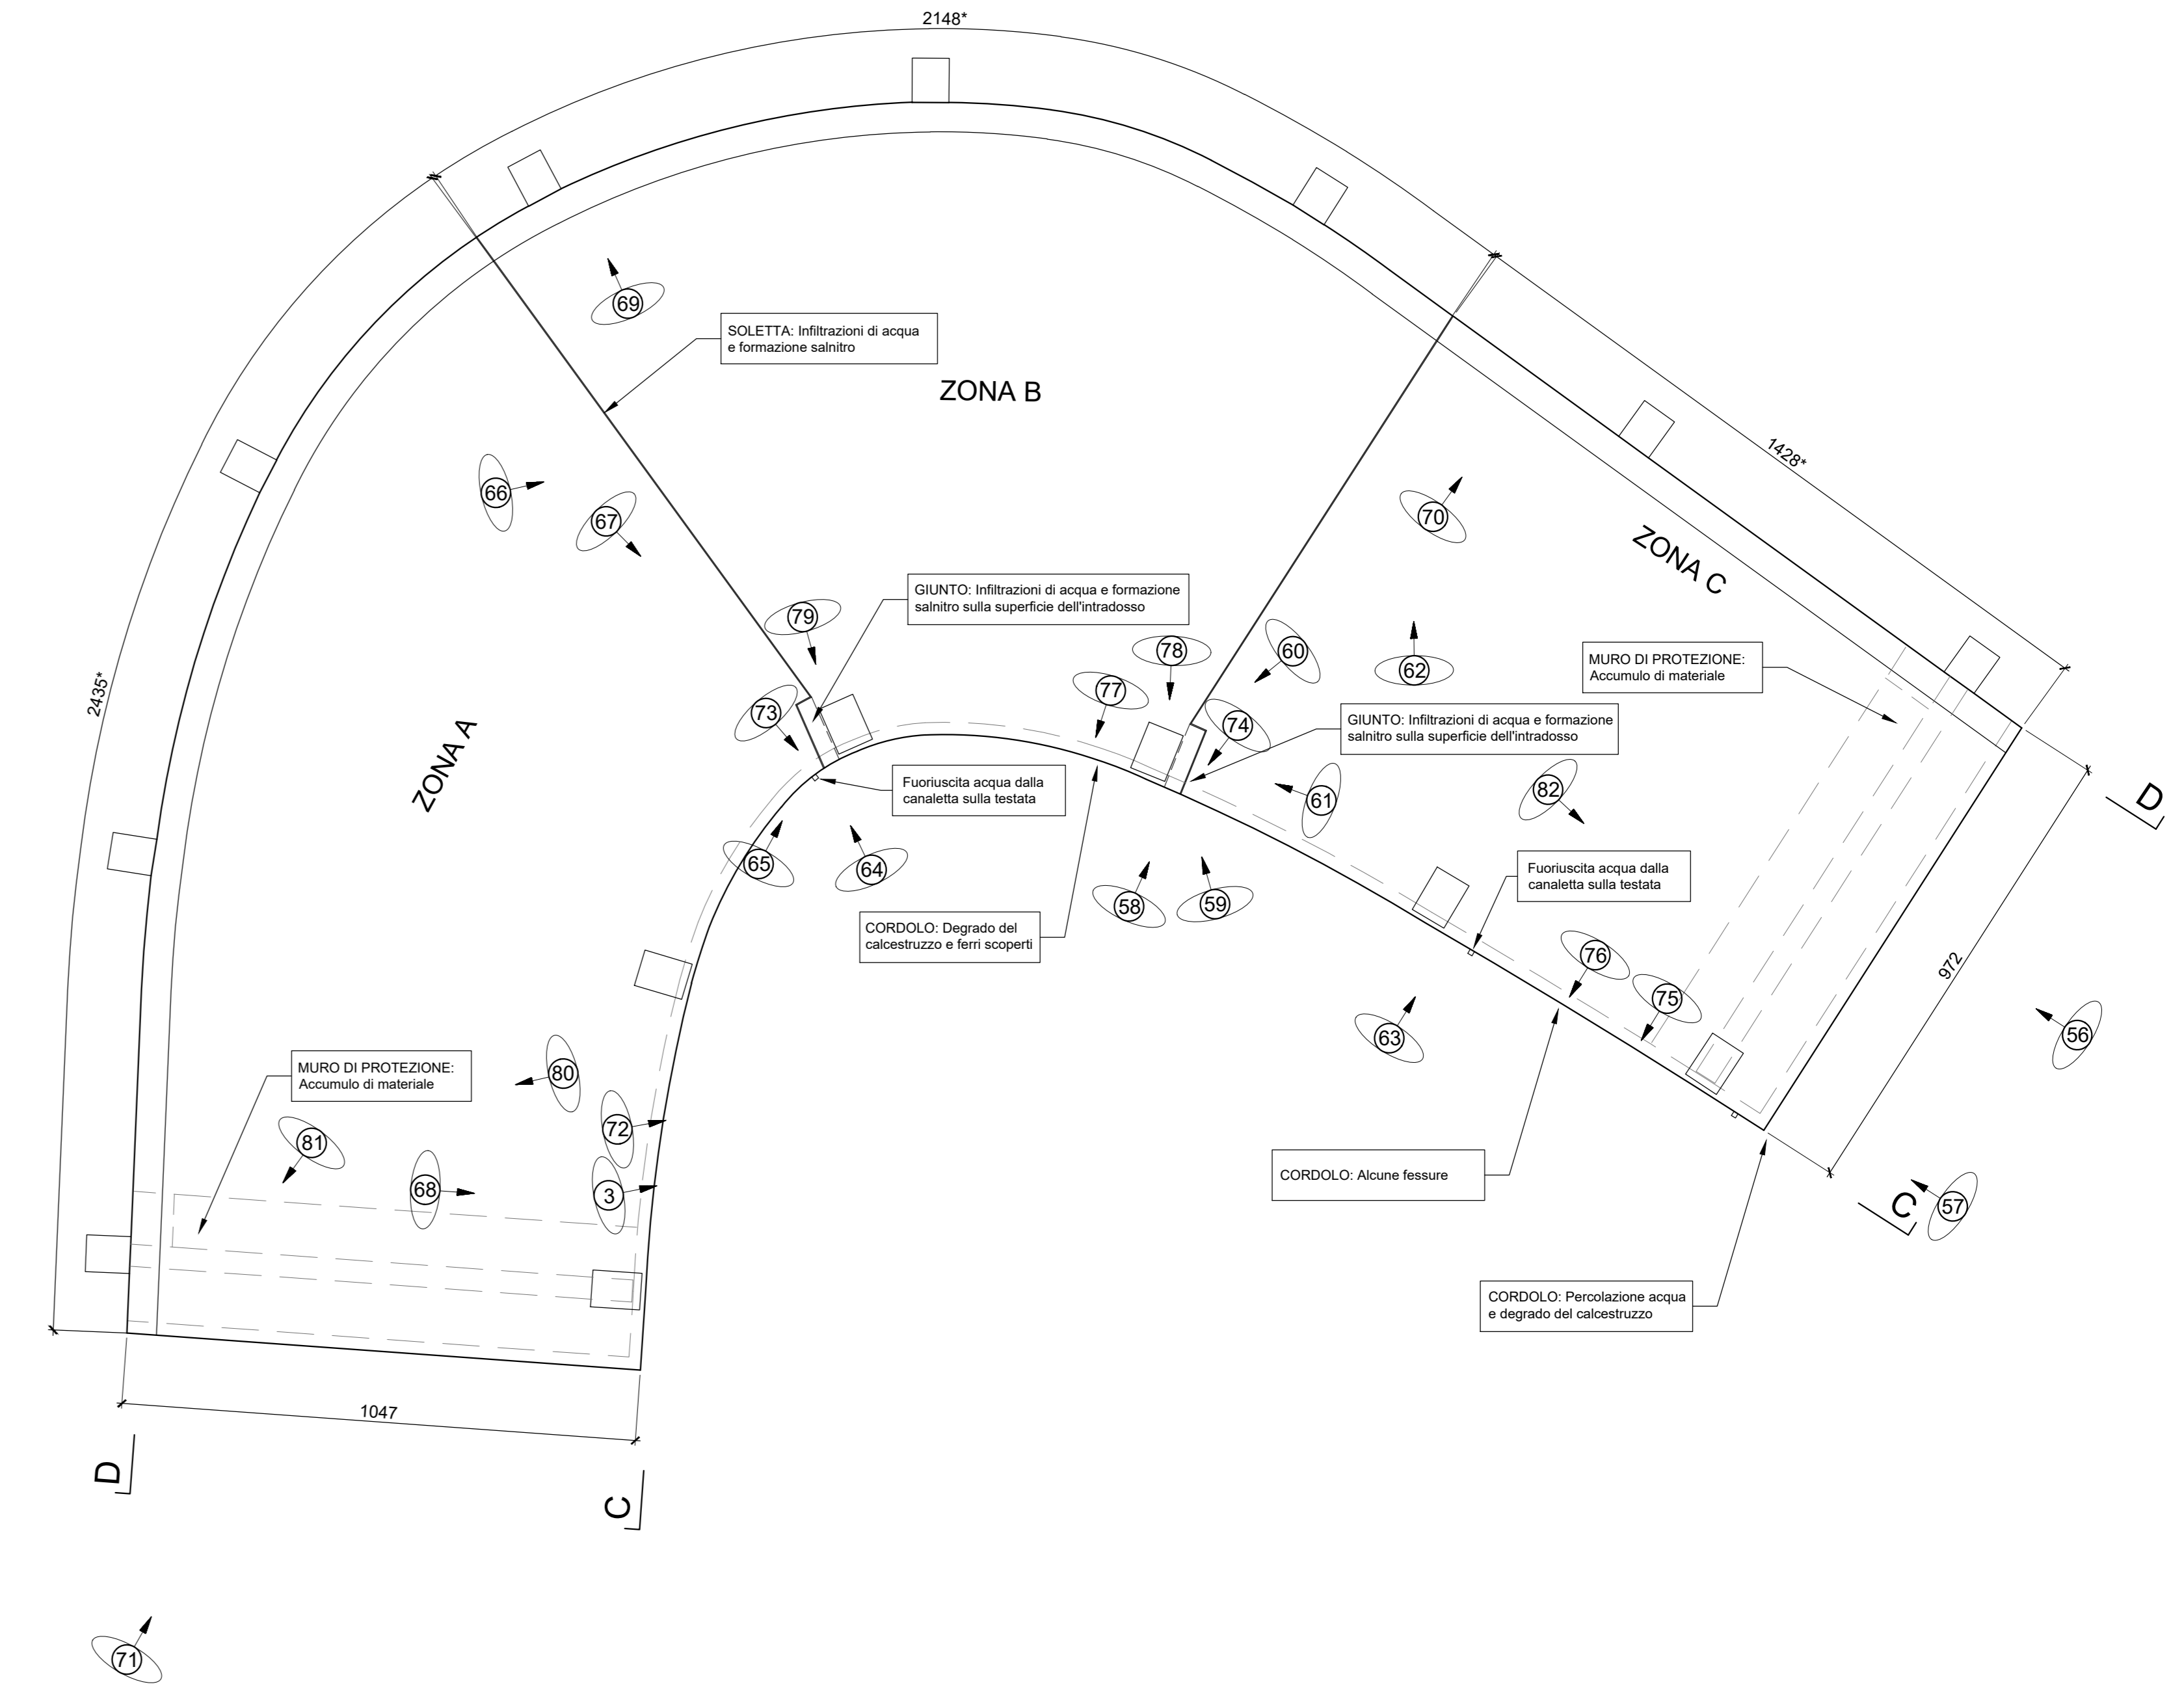 2148*
69
SOLETTA: Infiltrazioni di acqua
e formazione salnitro
ZONA B
1428*
66
67
70
ZONA C
GIUNTO: Infiltrazioni di acqua e formazione
salnitro sulla superficie dell'intradosso
79
78
60
62
MURO DI PROTEZIONE:
Accumulo di materiale
2435*
77
73
74
GIUNTO: Infiltrazioni di acqua e formazione
salnitro sulla superficie dell'intradosso
ZONA A
Fuoriuscita acqua dalla
canaletta sulla testata
61
82
D
65
64
58
59
Fuoriuscita acqua dalla
canaletta sulla testata
CORDOLO: Degrado del
calcestruzzo e ferri scoperti
76
75
972
63
56
MURO DI PROTEZIONE:
Accumulo di materiale
80
72
81
68
3
CORDOLO: Alcune fessure
C
57
CORDOLO: Percolazione acqua
e degrado del calcestruzzo
1047
D
C
71